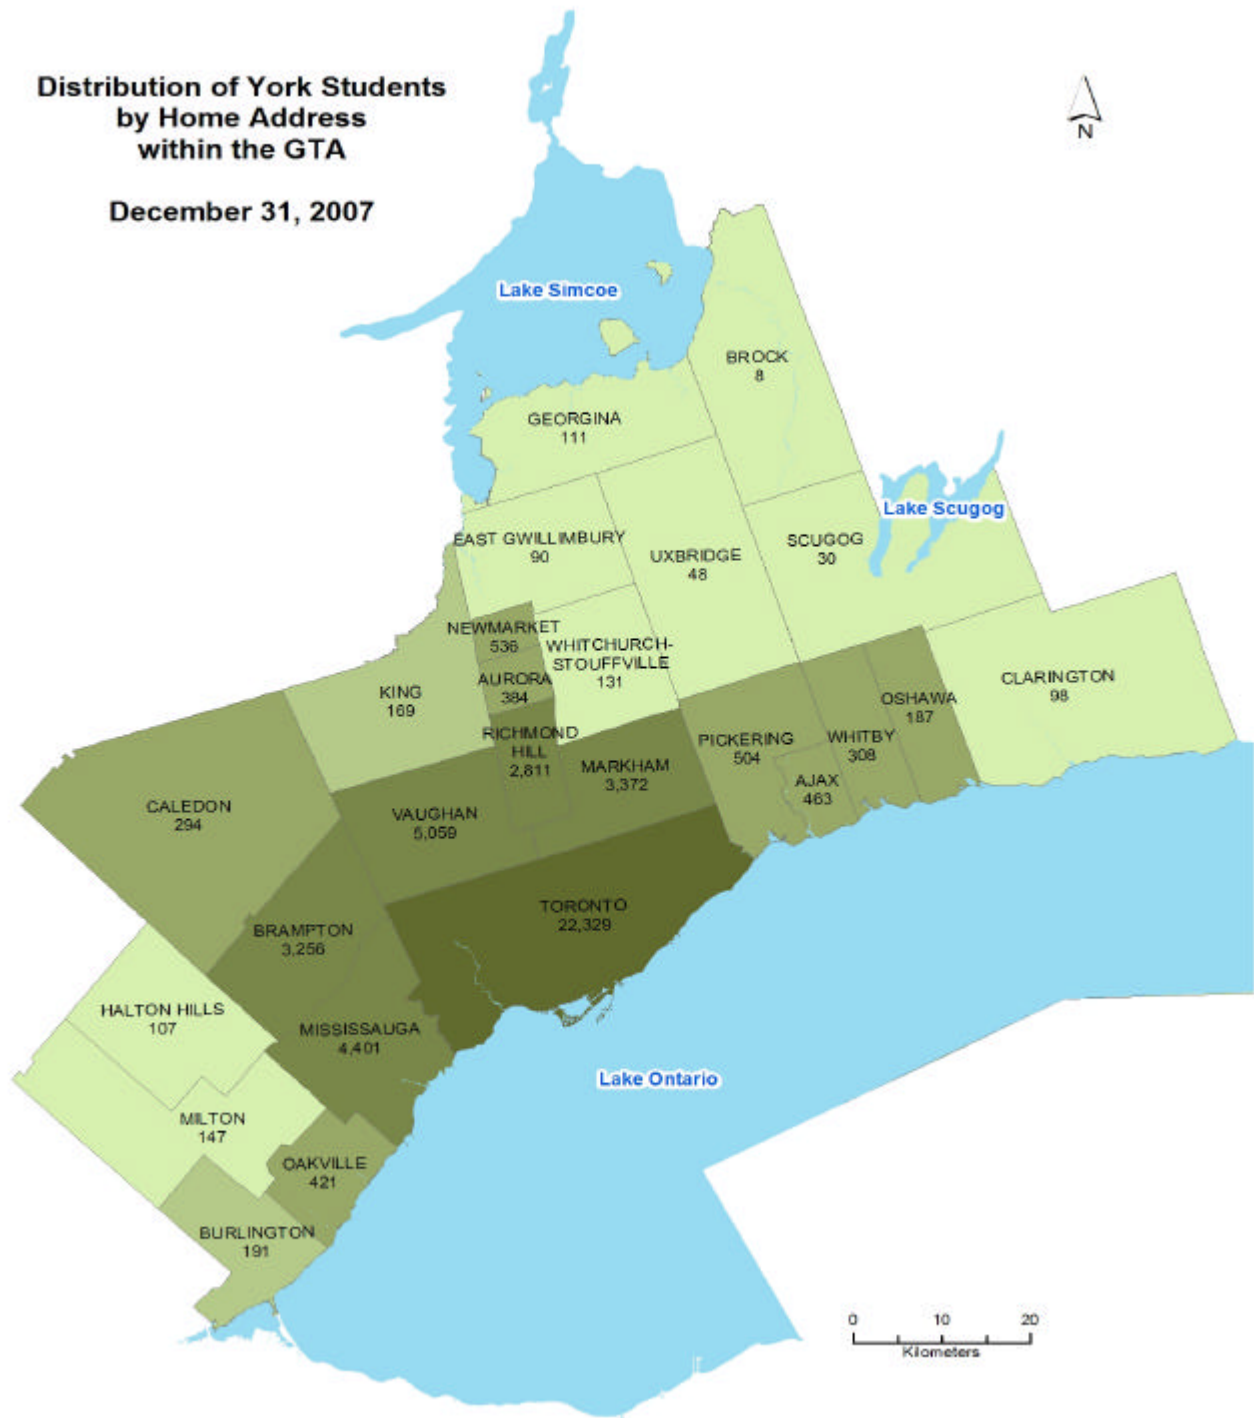 Distribution of York Students
by Home Address
within the GTA
December 31, 2007
N
Lake Simcoe
BROCK
8
GEORGINA
111
Lake Scugog
EAST GWILLIMBURY
90
UXBRIDGE
48
SCUGOG
30
NEWMARKET
536
WHITCHURCH-
STOUFFVILLE
131
KING
169
AURORA
384
CLARINGTON
98
OSHAWA
187
RICHMOND
HILL
2,811
PICKERING
504
WHITBY
308
MARKHAM
3,372
AJAX
463
CALEDON
294
VAUGHAN
5,059
TORONTO
22,329
BRAMPTON
3,256
HALTON HILLS
107
MISSISSAUGA
4,401
Lake Ontario
MILTON
147
OAKVILLE
421
BURLINGTON
191
0 10 20
Kilometers